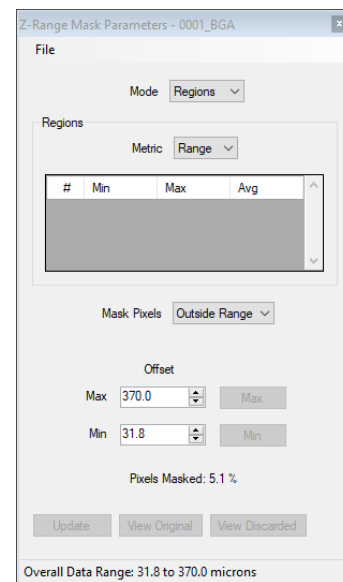 Z-Range Mask Parameters - 0001_BGA x
File
Mode Regions
Regions
Metric Range
# Min Max Avg
Mask Pixels Outside Range
Offset
Max 370.0 Max
Min 31.8 Min
Pixels Masked: 5.1 %
Update View Original View Discarded
Overall Data Range: 31.8 to 370.0 microns